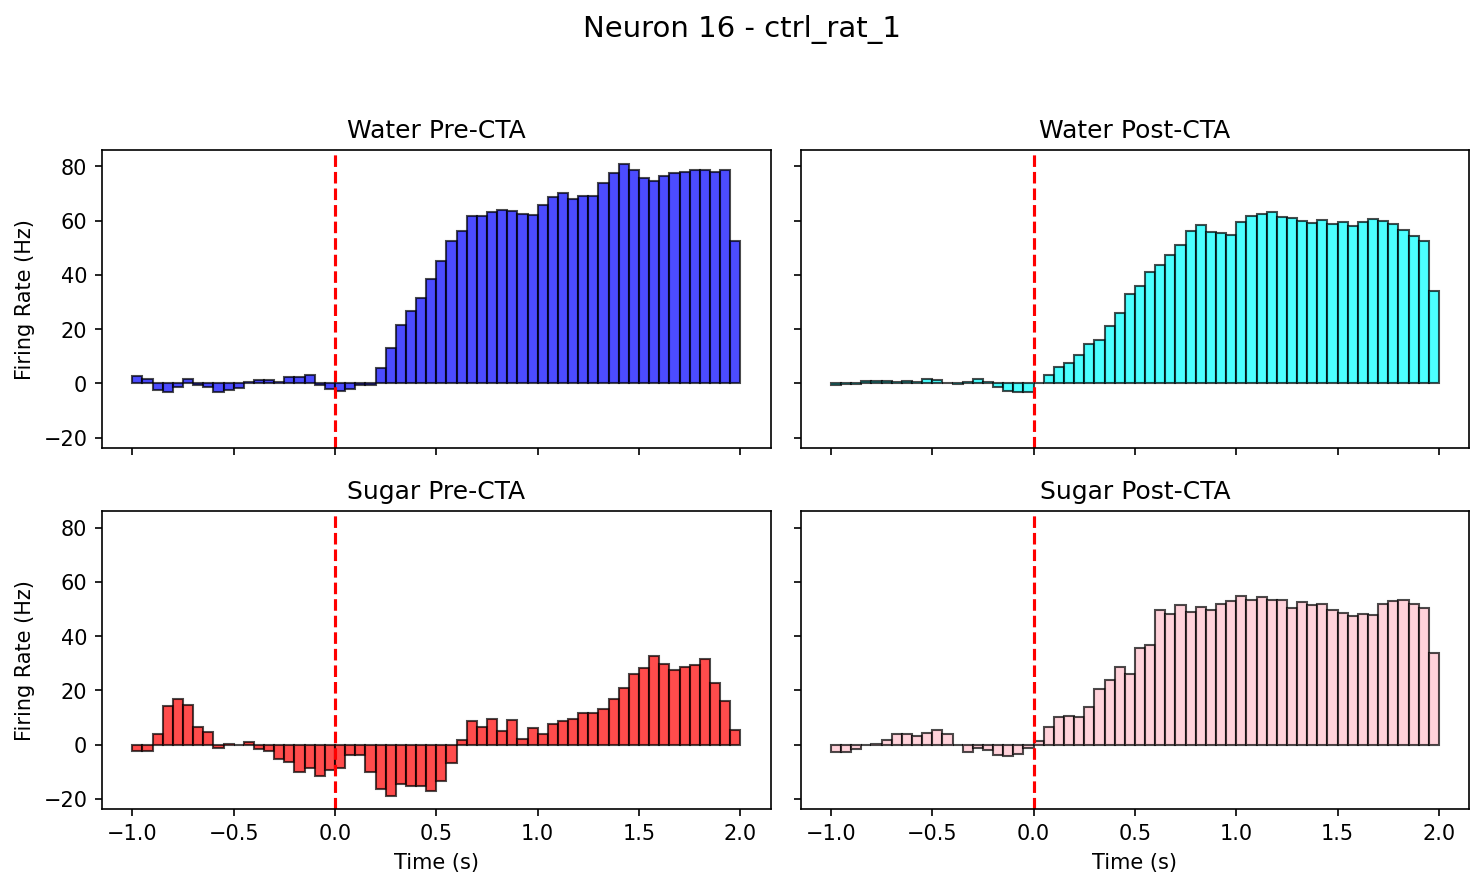 Neuron 16 - ctrl_rat_1
Water Pre-CTA
Water Post-CTA
Firing Rate (Hz)
80
60
40
20
0
−20
Sugar Pre-CTA
Sugar Post-CTA
Firing Rate (Hz)
80
60
40
20
0
−20
−1.0 −0.5 0.0 0.5 1.0 1.5 2.0
−1.0 −0.5 0.0 0.5 1.0 1.5 2.0
Time (s)
Time (s)